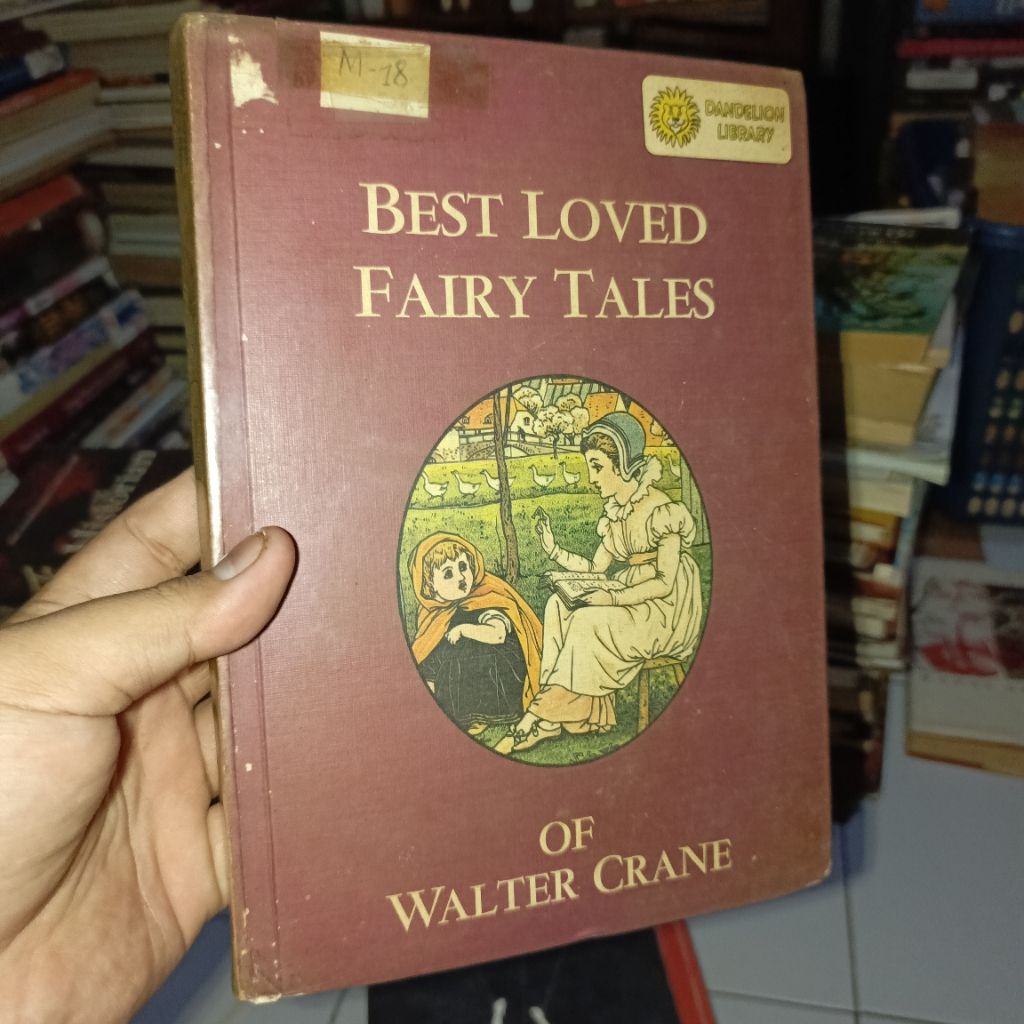 M-18
DANDELION
LIBRARY
BEST LOVED
FAIRY TALES
OF
WALTER CRANE